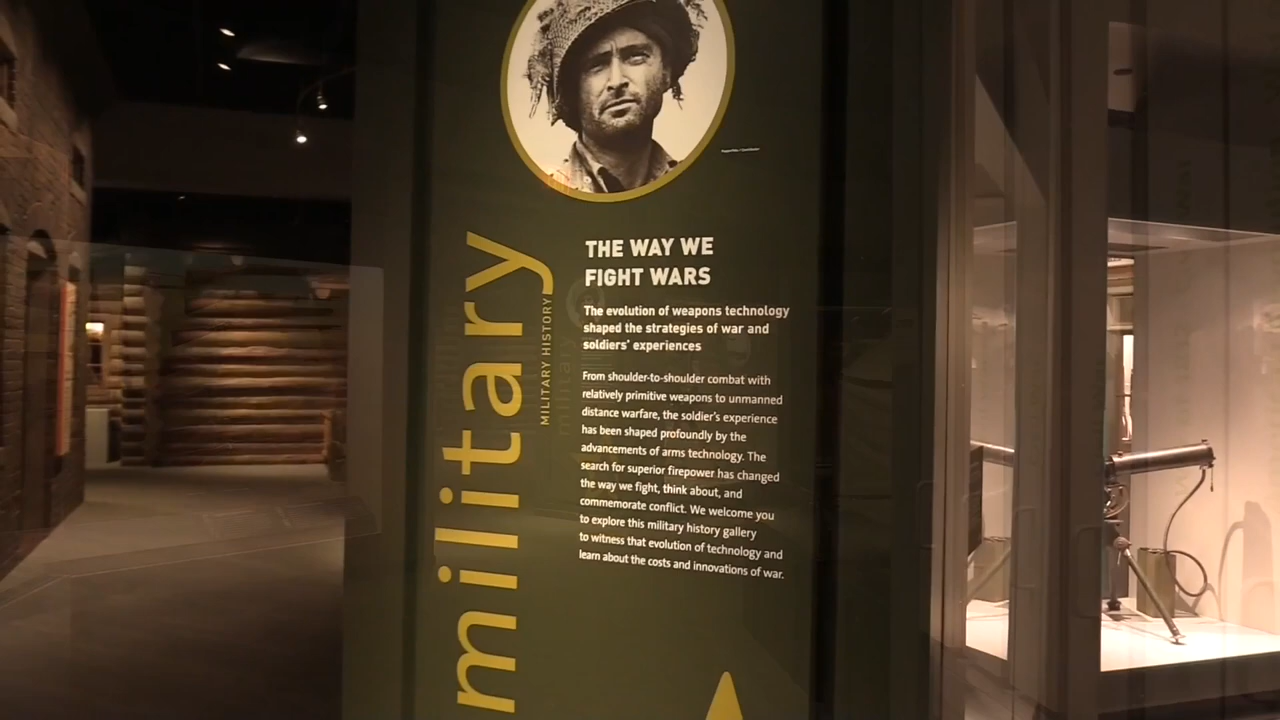 THE WAY WE
FIGHT WARS
The evolution of weapons technology
shaped the strategies of war and
soldiers' experiences
From shoulder-to-shoulder combat with
relatively primitive weapons to unmanned
distance warfare, the soldier's experience
has been shaped profoundly by the
advancements of arms technology. The
search for superior firepower has changed
the way we fight, think about, and
commemorate conflict. We welcome you
to explore this military history gallery
to witness that evolution of technology and
learn about the costs and innovations of war.
military
MILITARY HISTORY